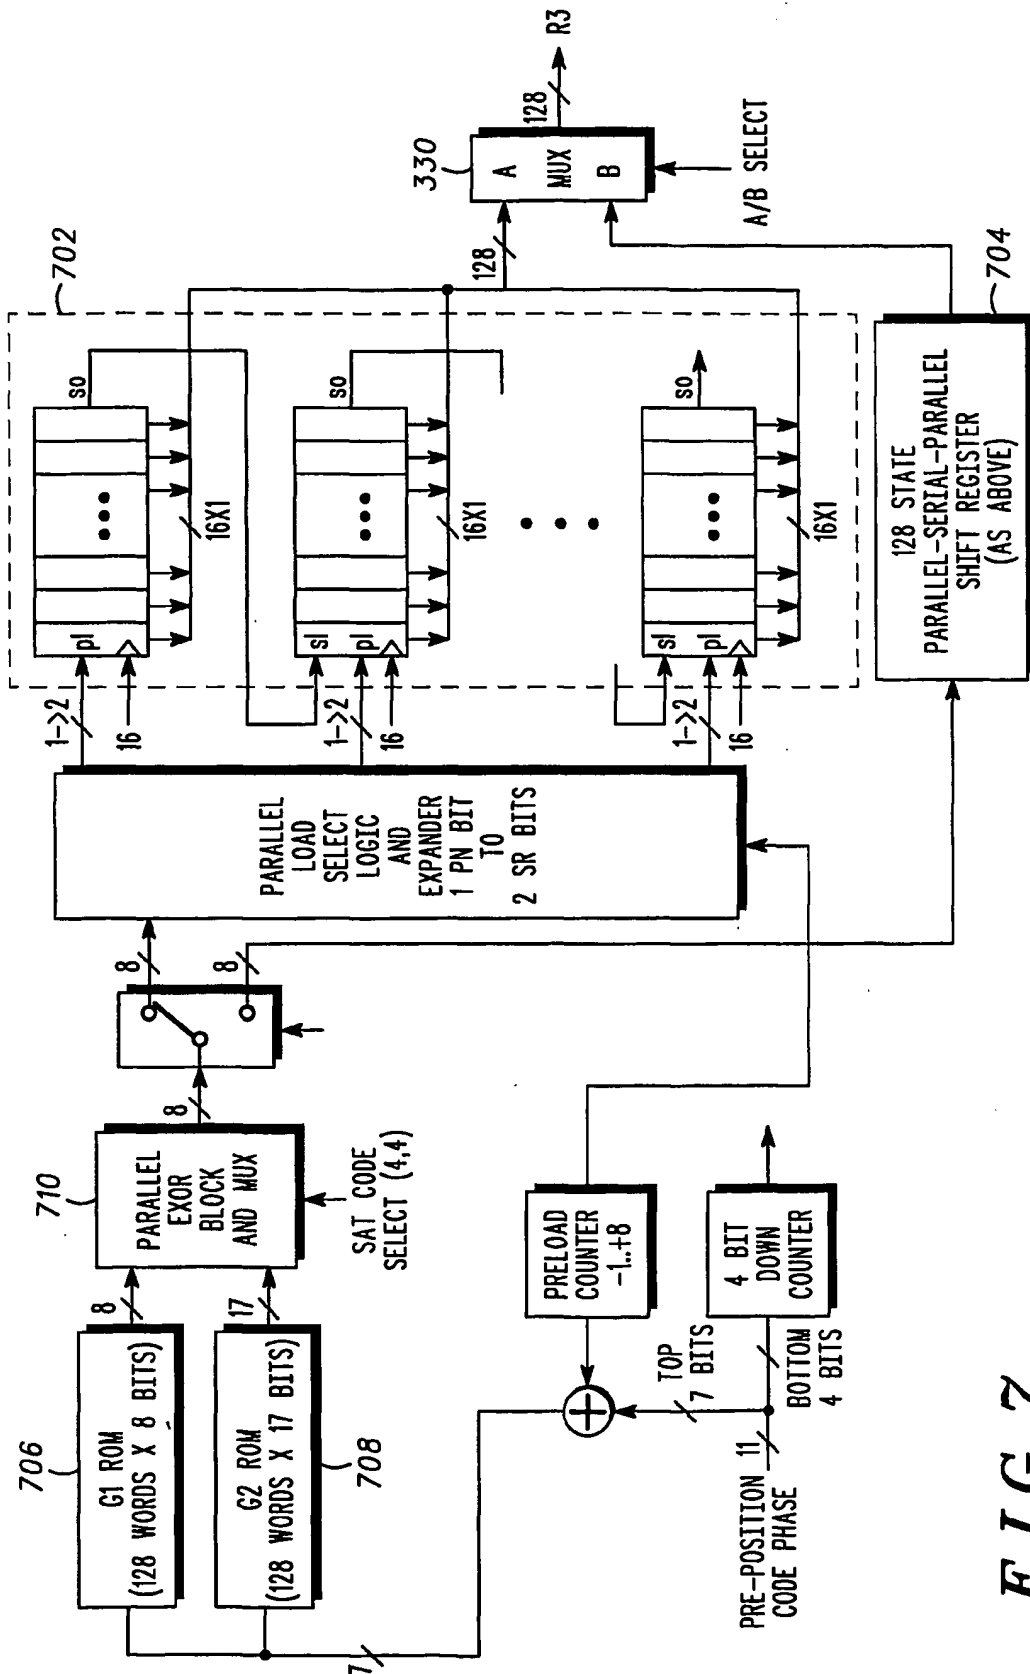 706
G1 ROM
(128 WORDS X 8 BITS)
G2 ROM
(128 WORDS X 17 BITS)
708
7
8
17
710
PARALLEL
EXOR
BLOCK
AND MUX
SAT CODE
SELECT (4,4)
8
8
8
PARALLEL
LOAD
SELECT
LOGIC
AND
EXPANDER
1 PN BIT
TO
2 SR BITS
PRE-POSITION
CODE PHASE
11
TOP
7 BITS
BOTTOM
4 BITS
PRELOAD
COUNTER
-1..+8
4 BIT
DOWN
COUNTER
702
1->2
16
pl
so
16X1
1->2
16
si
pl
so
16X1
1->2
16
si
pl
so
16X1
128
330
A
MUX
B
128
R3
A/B SELECT
704
128 STATE
PARALLEL-SERIAL-PARALLEL
SHIFT REGISTER
(AS ABOVE)
FIG. 7